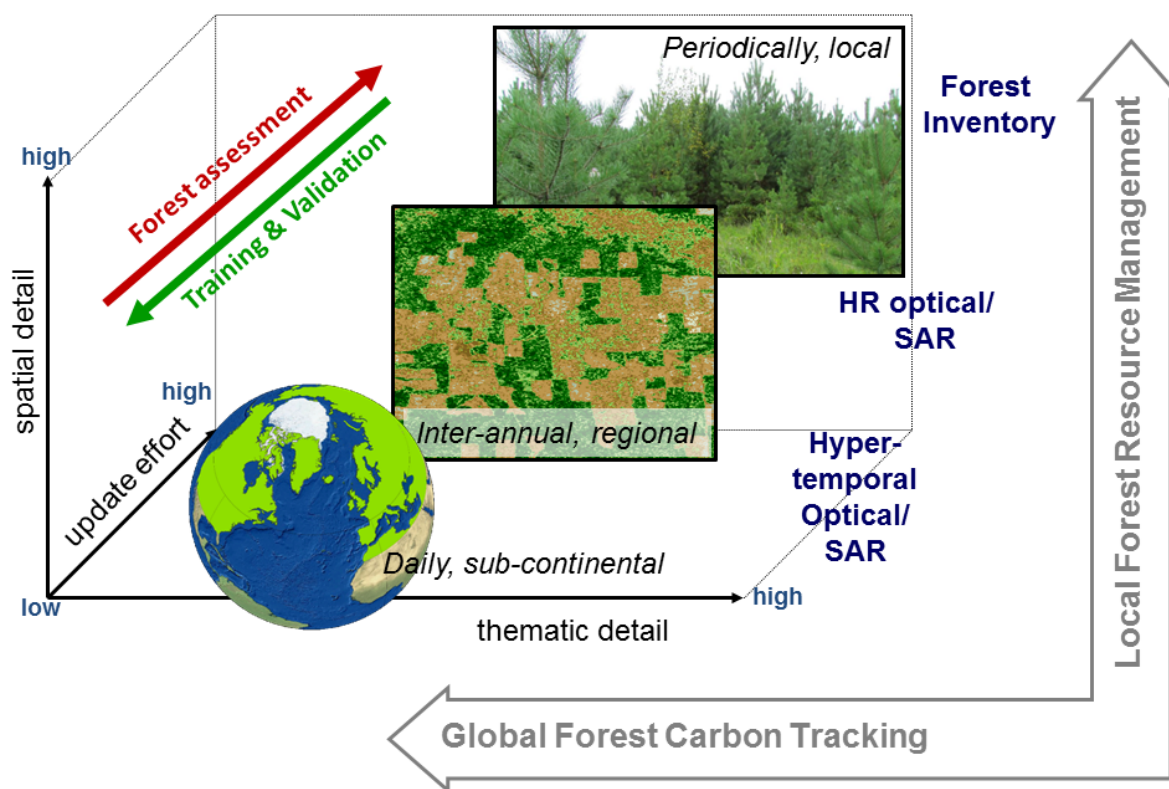 Periodically, local
Forest
Inventory
Forest assessment
Training & Validation
high
spatial detail
HR optical/
SAR
high
update effort
Inter-annual, regional
Hyper-
temporal
Optical/
SAR
Daily, sub-continental
low
high
thematic detail
Local Forest Resource Management
Global Forest Carbon Tracking